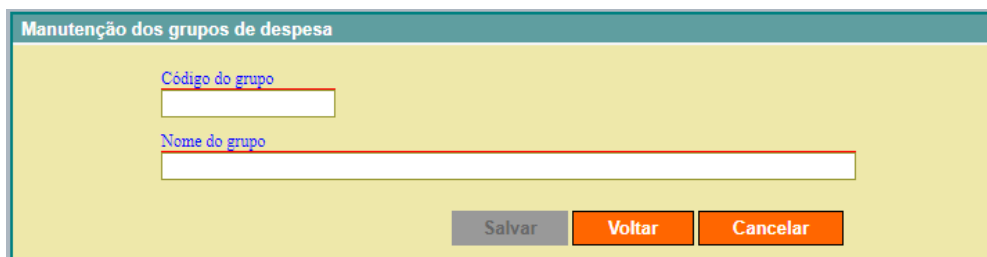 Manutenção dos grupos de despesa
Código do grupo
Nome do grupo
Salvar Voltar Cancelar